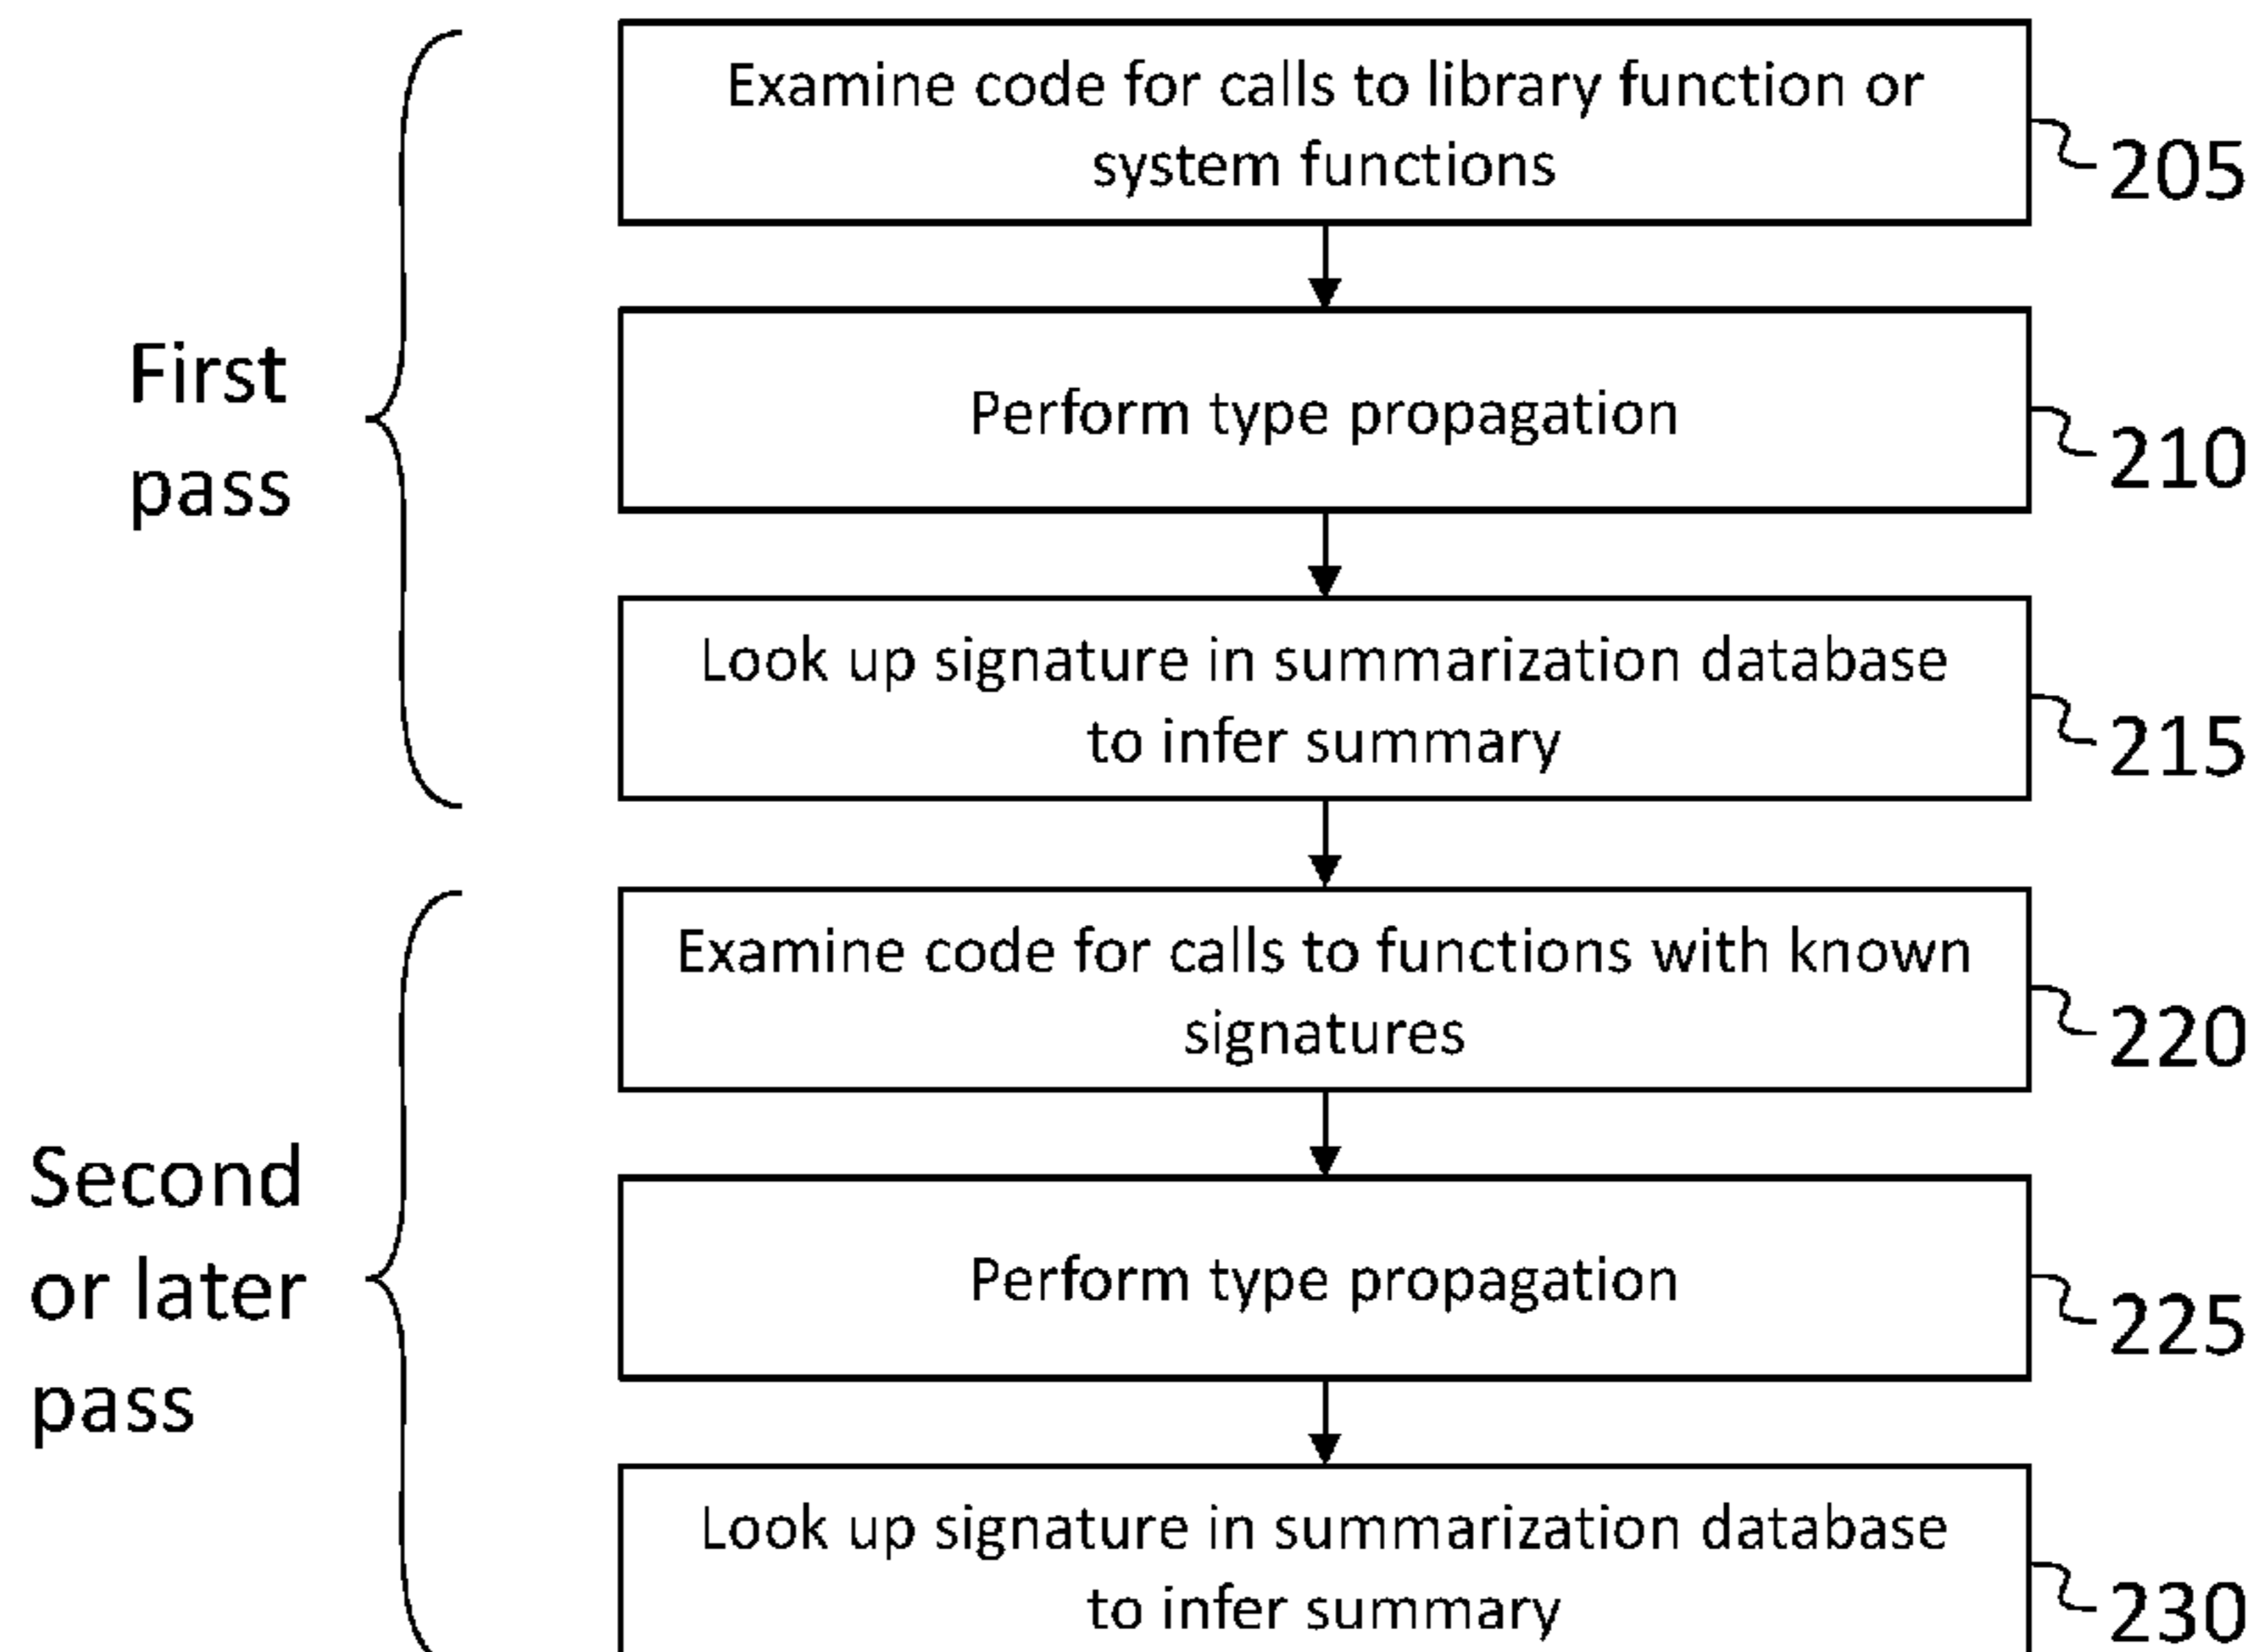 Examine code for calls to library function or
system functions
205
First
pass
Perform type propagation
210
Look up signature in summarization database
to infer summary
215
Second
or later
pass
Examine code for calls to functions with known
signatures
220
Perform type propagation
225
Look up signature in summarization database
to infer summary
230